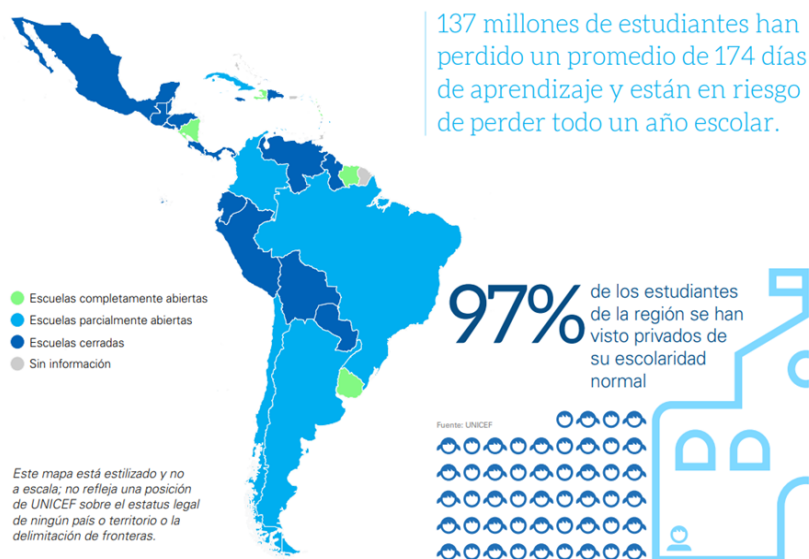 137 millones de estudiantes han
perdido un promedio de 174 días
de aprendizaje y están en riesgo
de perder todo un año escolar.
Escuelas completamente abiertas
Escuelas parcialmente abiertas
Escuelas cerradas
Sin información
97%
de los estudiantes
de la región se han
visto privados de
su escolaridad
normal
Fuente: UNICEF
Este mapa está estilizado y no
a escala; no refleja una posición
de UNICEF sobre el estatus legal
de ningún país o territorio o la
delimitación de fronteras.